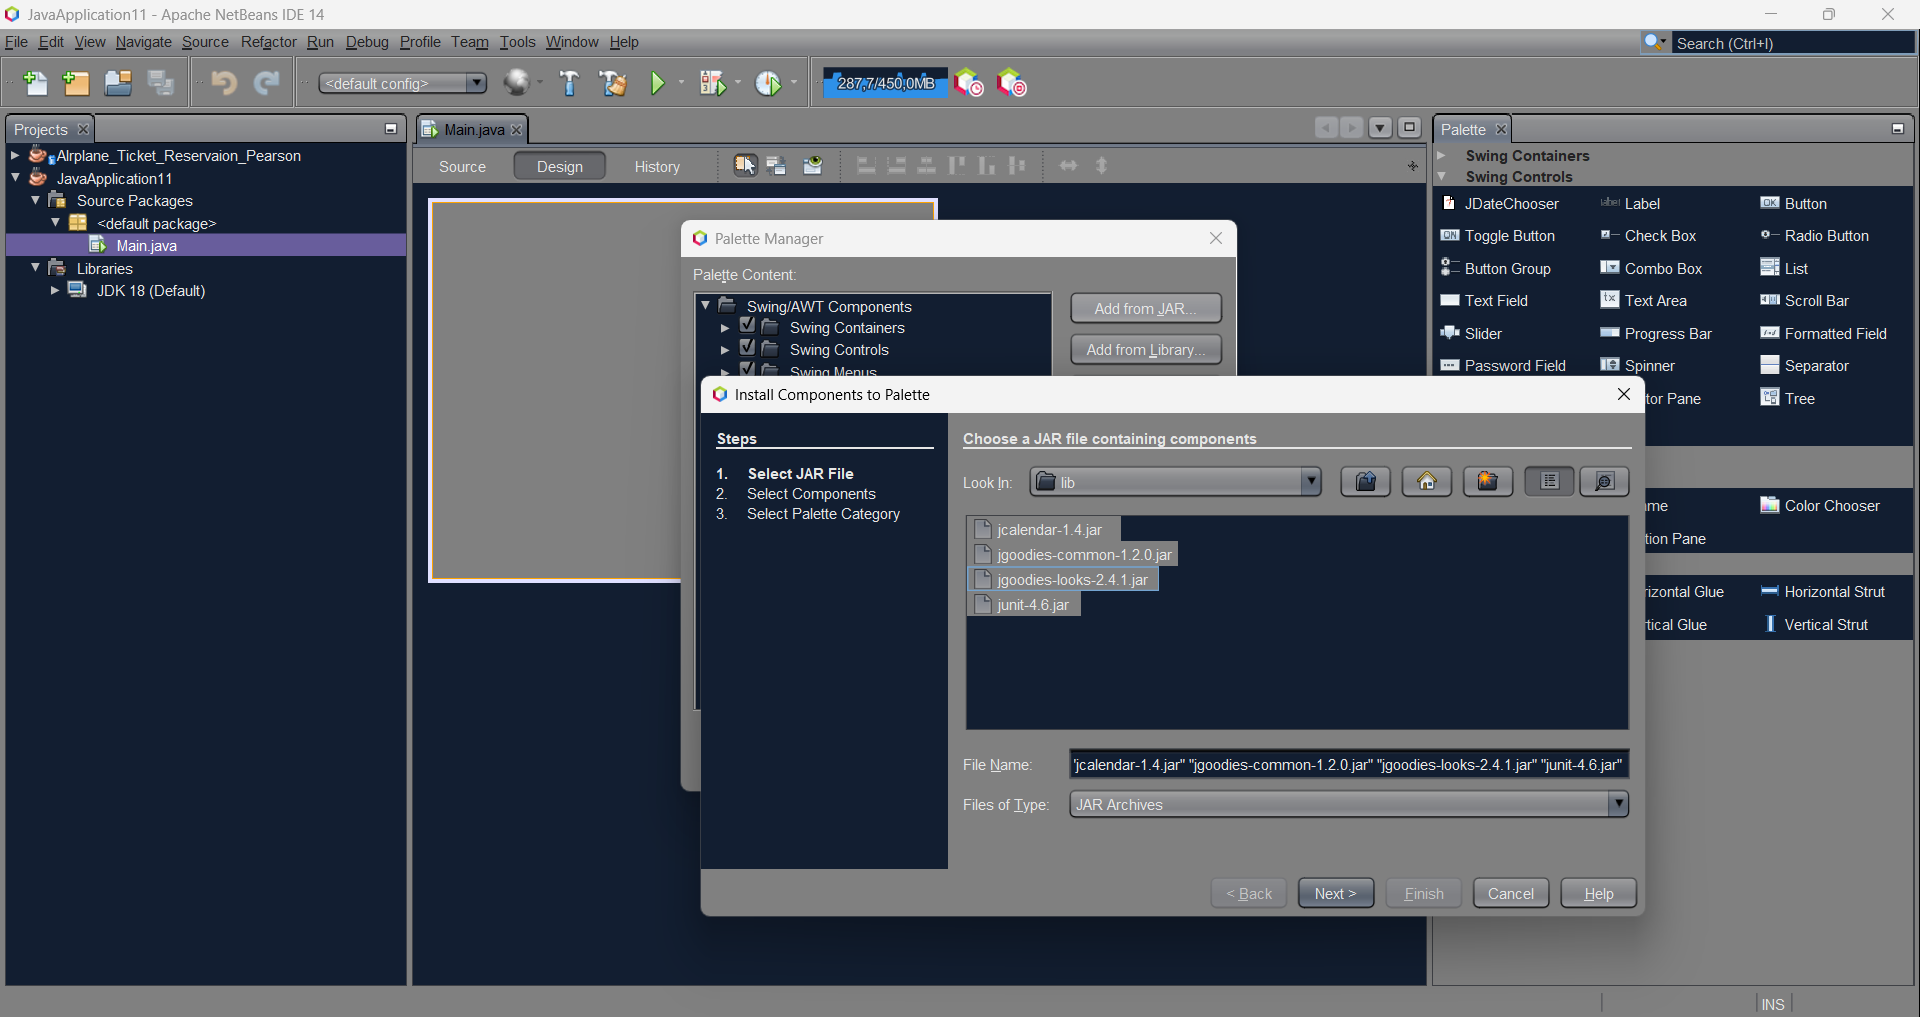 JavaApplication11 - Apache NetBeans IDE 14
File Edit View Navigate Source Refactor Run Debug Profile Team Tools Window Help
Search (Ctrl+I)
<default config>
287,7/450,0MB
Projects
Alrplane_Ticket_Reservaion_Pearson
JavaApplication11
Source Packages
<default package>
Main.java
Libraries
JDK 18 (Default)
Main.java
Source Design History
Palette
Swing Containers
Swing Controls
JDateChooser Label Button
Toggle Button Check Box Radio Button
Button Group Combo Box List
Text Field Text Area Scroll Bar
Slider Progress Bar Formatted Field
Password Field Spinner Separator
tor Pane Tree
me Color Chooser
tion Pane
rizontal Glue Horizontal Strut
tical Glue Vertical Strut
Palette Manager
Palette Content:
Swing/AWT Components
Swing Containers
Swing Controls
Swing Menus
Add from JAR...
Add from Library...
Install Components to Palette
Steps
1. Select JAR File
2. Select Components
3. Select Palette Category
Choose a JAR file containing components
Look In: lib
jcalendar-1.4.jar
jgoodies-common-1.2.0.jar
jgoodies-looks-2.4.1.jar
junit-4.6.jar
File Name: "jcalendar-1.4.jar" "jgoodies-common-1.2.0.jar" "jgoodies-looks-2.4.1.jar" "junit-4.6.jar"
Files of Type: JAR Archives
< Back Next > Finish Cancel Help
INS